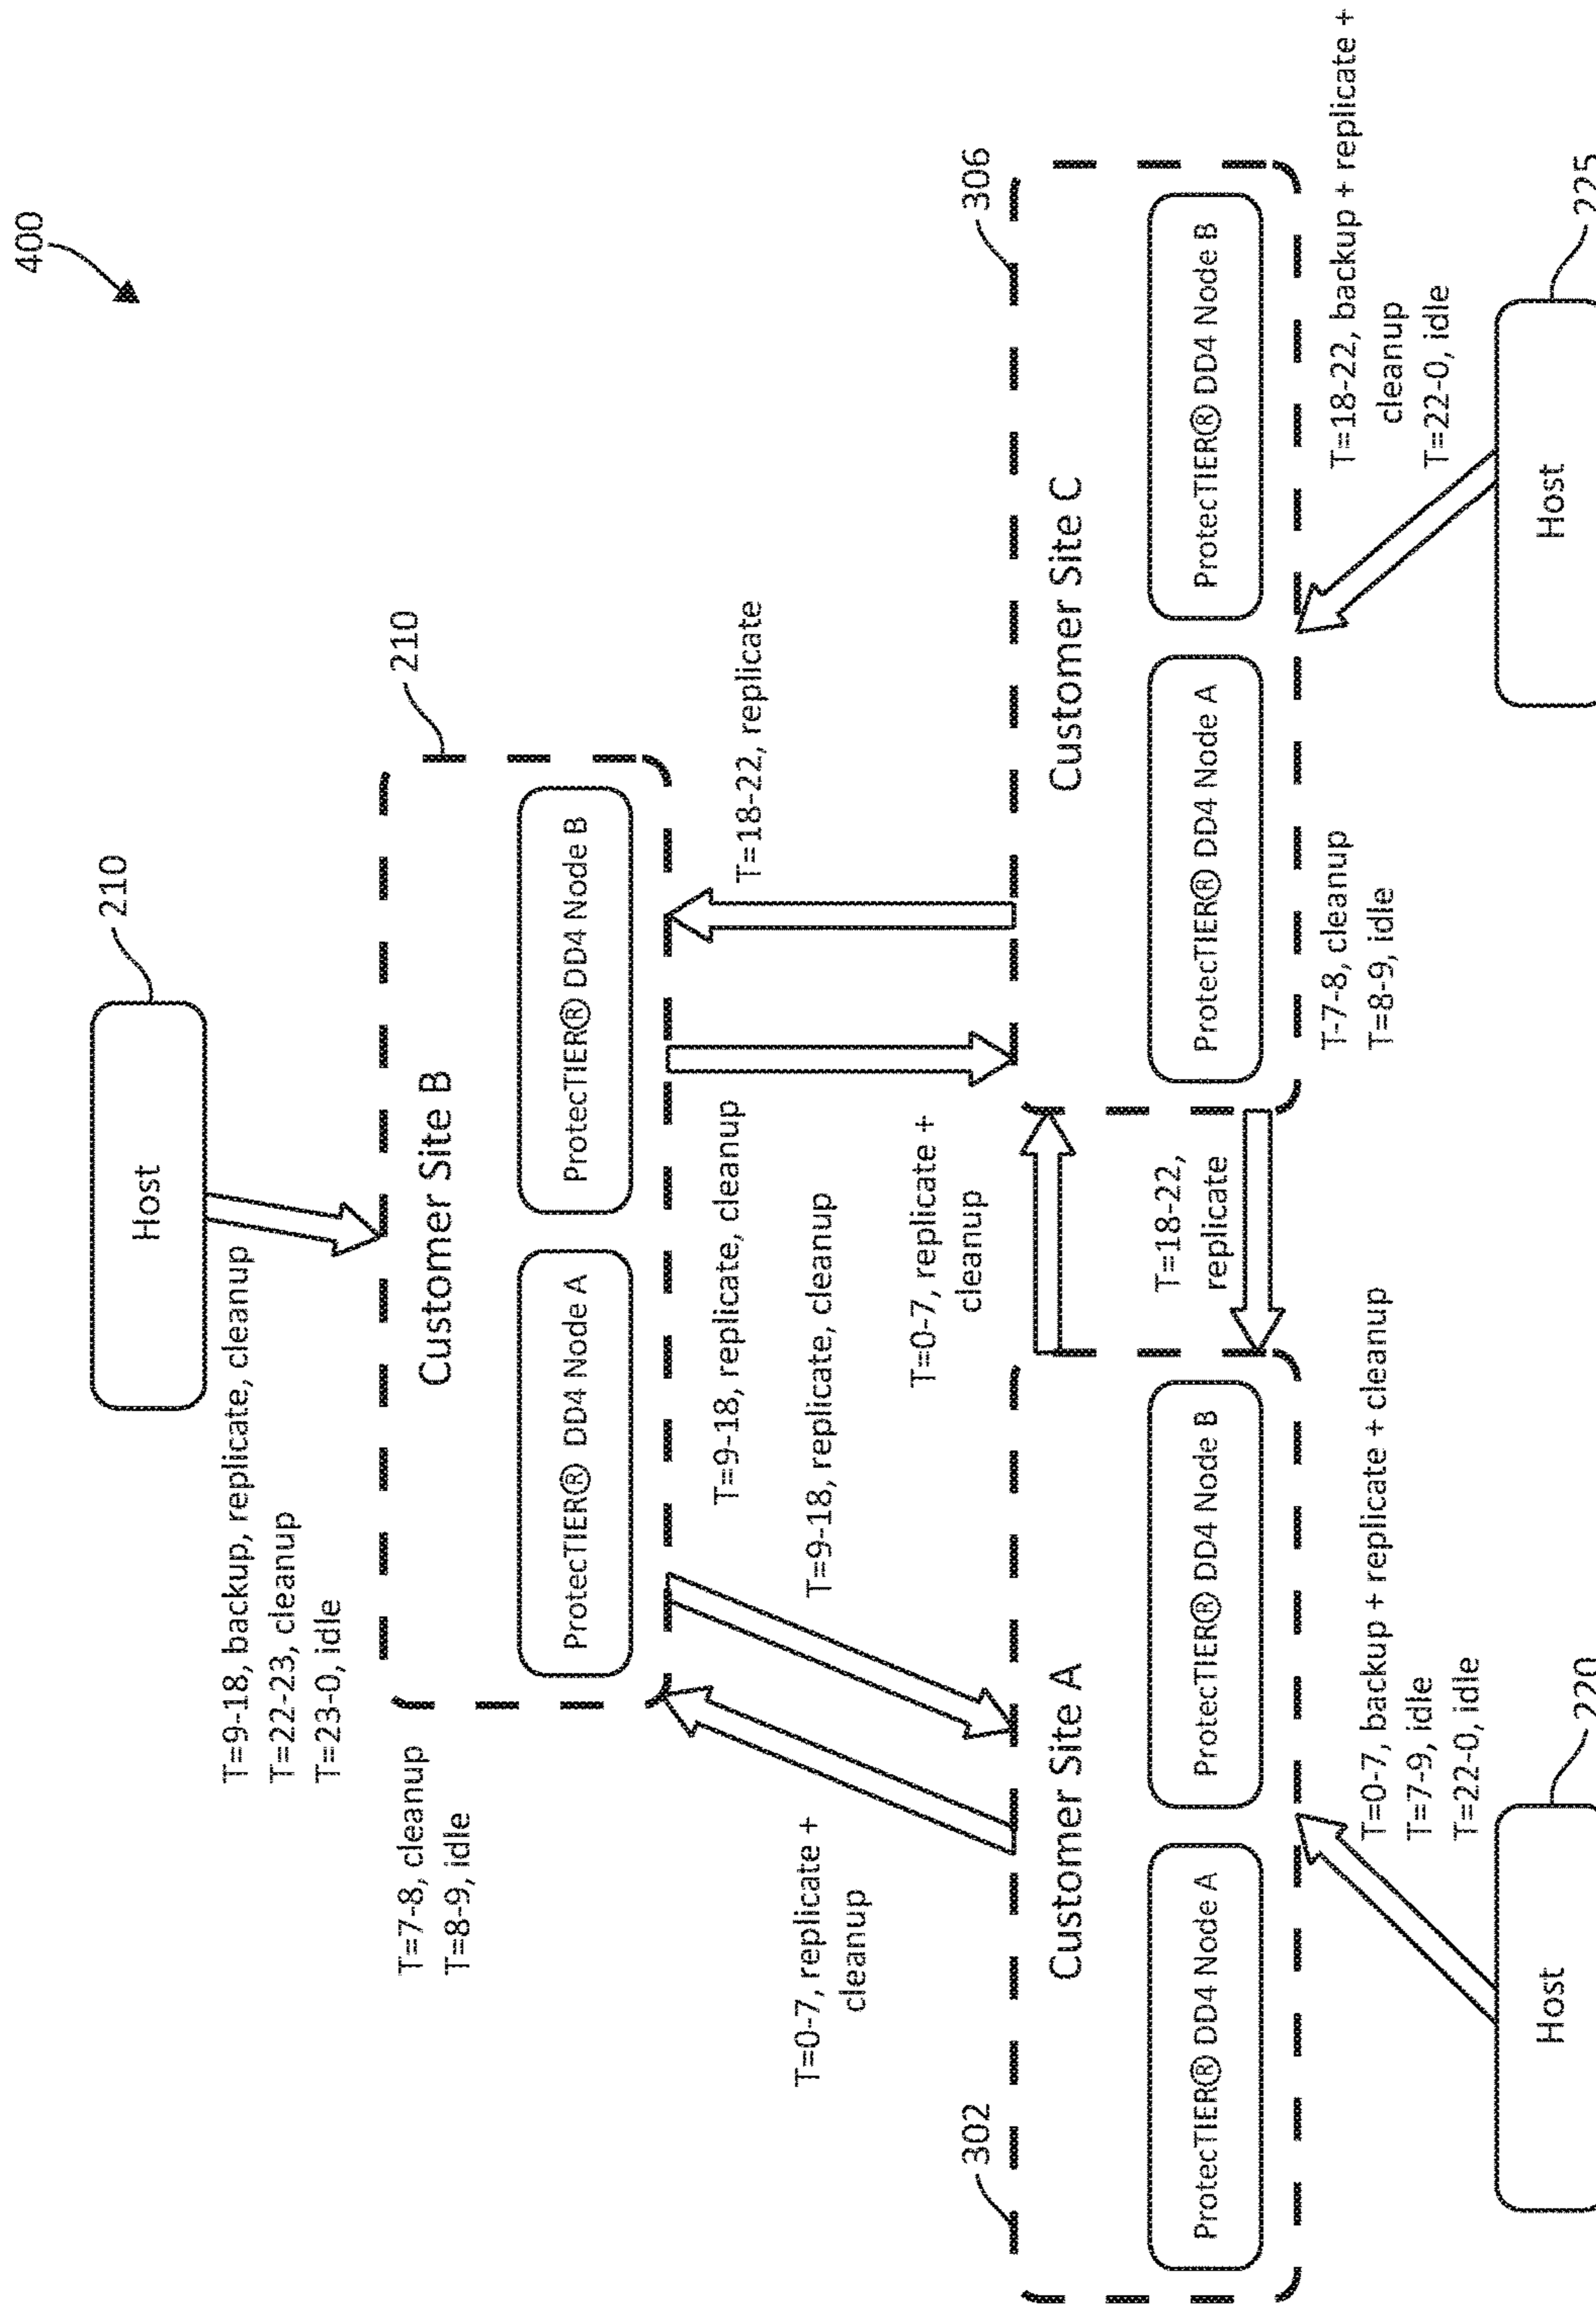 400
210
Host
T=9-18, backup, replicate, cleanup
T=22-23, cleanup
T=23-0, idle
210
Customer Site B
ProtecTIER® DD4 Node A
ProtecTIER® DD4 Node B
T=7-8, cleanup
T=8-9, idle
T=18-22, replicate
T=9-18, replicate, cleanup
T=9-18, replicate, cleanup
T=0-7, replicate +
cleanup
T=0-7, replicate +
cleanup
302
Customer Site A
ProtecTIER® DD4 Node A
ProtecTIER® DD4 Node B
T=18-22,
replicate
306
Customer Site C
ProtecTIER® DD4 Node A
ProtecTIER® DD4 Node B
T=0-7, backup + replicate + cleanup
T=7-9, idle
T=22-0, idle
T-7-8, cleanup
T=8-9, idle
T=18-22, backup + replicate +
cleanup
T=22-0, idle
220
Host
225
Host